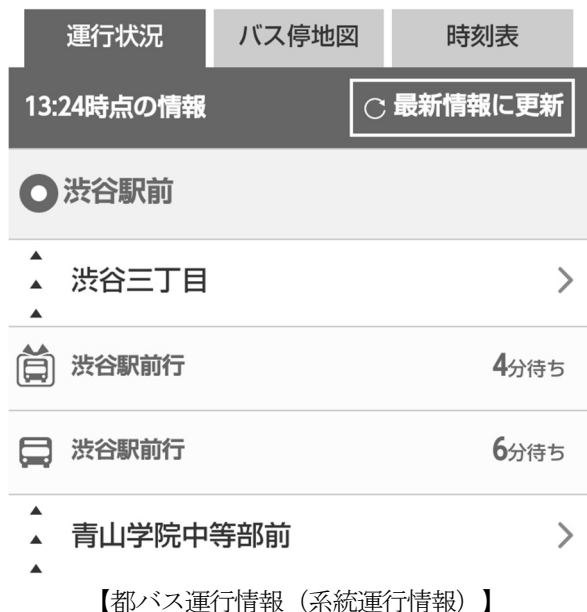 運行状況 バス停地図 時刻表
13:24時点の情報 最新情報に更新
渋谷駅前
渋谷三丁目
渋谷駅前行 4分待ち
渋谷駅前行 6分待ち
青山学院中等部前
【都バス運行情報（系統運行情報）】